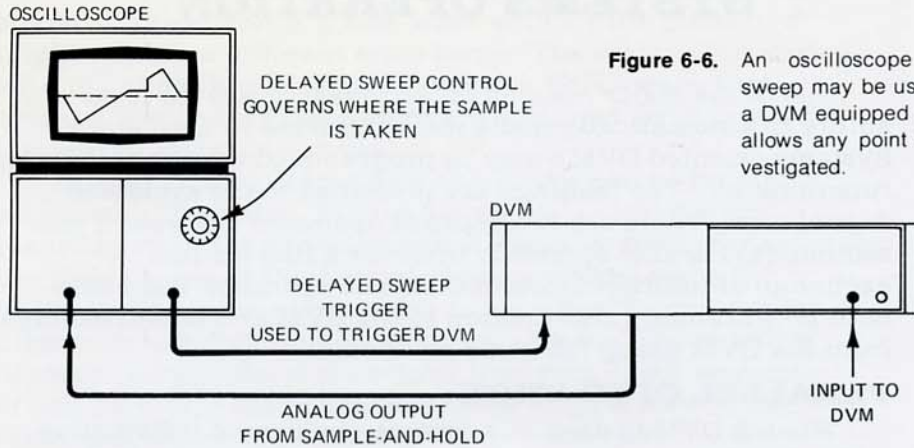 OSCILLOSCOPE
DELAYED SWEEP CONTROL
GOVERNS WHERE THE SAMPLE
IS TAKEN
Figure 6-6. An oscilloscope
sweep may be
a DVM equipped
allows any point
vestigated.
DVM
DELAYED SWEEP
TRIGGER
USED TO TRIGGER DVM
ANALOG OUTPUT
FROM SAMPLE-AND-HOLD
INPUT TO
DVM